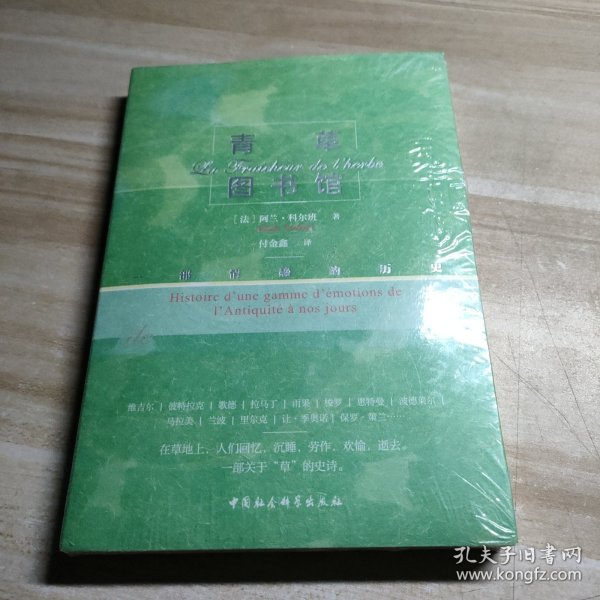 青草
La Fraîcheur de l'herbe
图书馆
[法]阿兰·科尔班 著
付金鑫 译
一部情感的历史
Histoire d'une gamme d'émotions de
l'Antiquité à nos jours
维吉尔 | 彼特拉克 | 歌德 | 拉马丁 | 雨果 | 梭罗 | 惠特曼 | 波德莱尔 |
马拉美 | 兰波 | 里尔克 | 让·季奥诺 | 保罗·策兰……
在草地上,人们回忆,沉睡,劳作,欢愉,逝去。
一部关于“草”的史诗。
中国社会科学出版社
孔夫子旧书网
www.kongfz.com